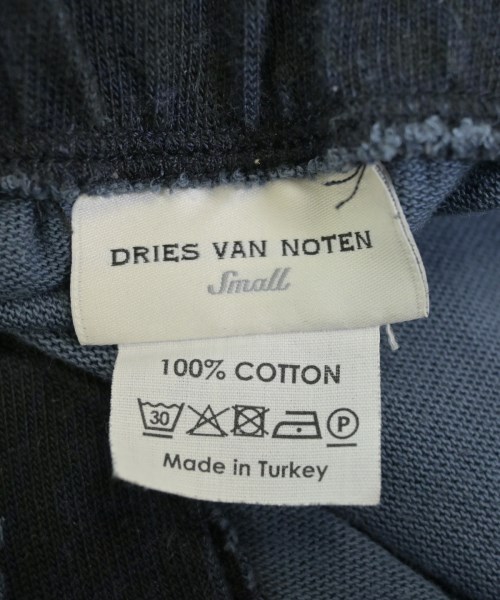 DRIES VAN NOTEN
Small
100% COTTON
30 P
Made in Turkey